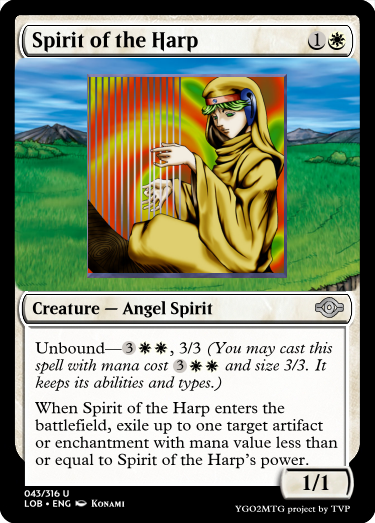 Spirit of the Harp 1
Creature — Angel Spirit
Unbound—3, 3/3 (You may cast this
spell with mana cost 3 and size 3/3. It
keeps its abilities and types.)
When Spirit of the Harp enters the
battlefield, exile up to one target artifact
or enchantment with mana value less than
or equal to Spirit of the Harp's power.
1/1
043/316 U
LOB • ENG Konami
YGO2MTG project by TVP